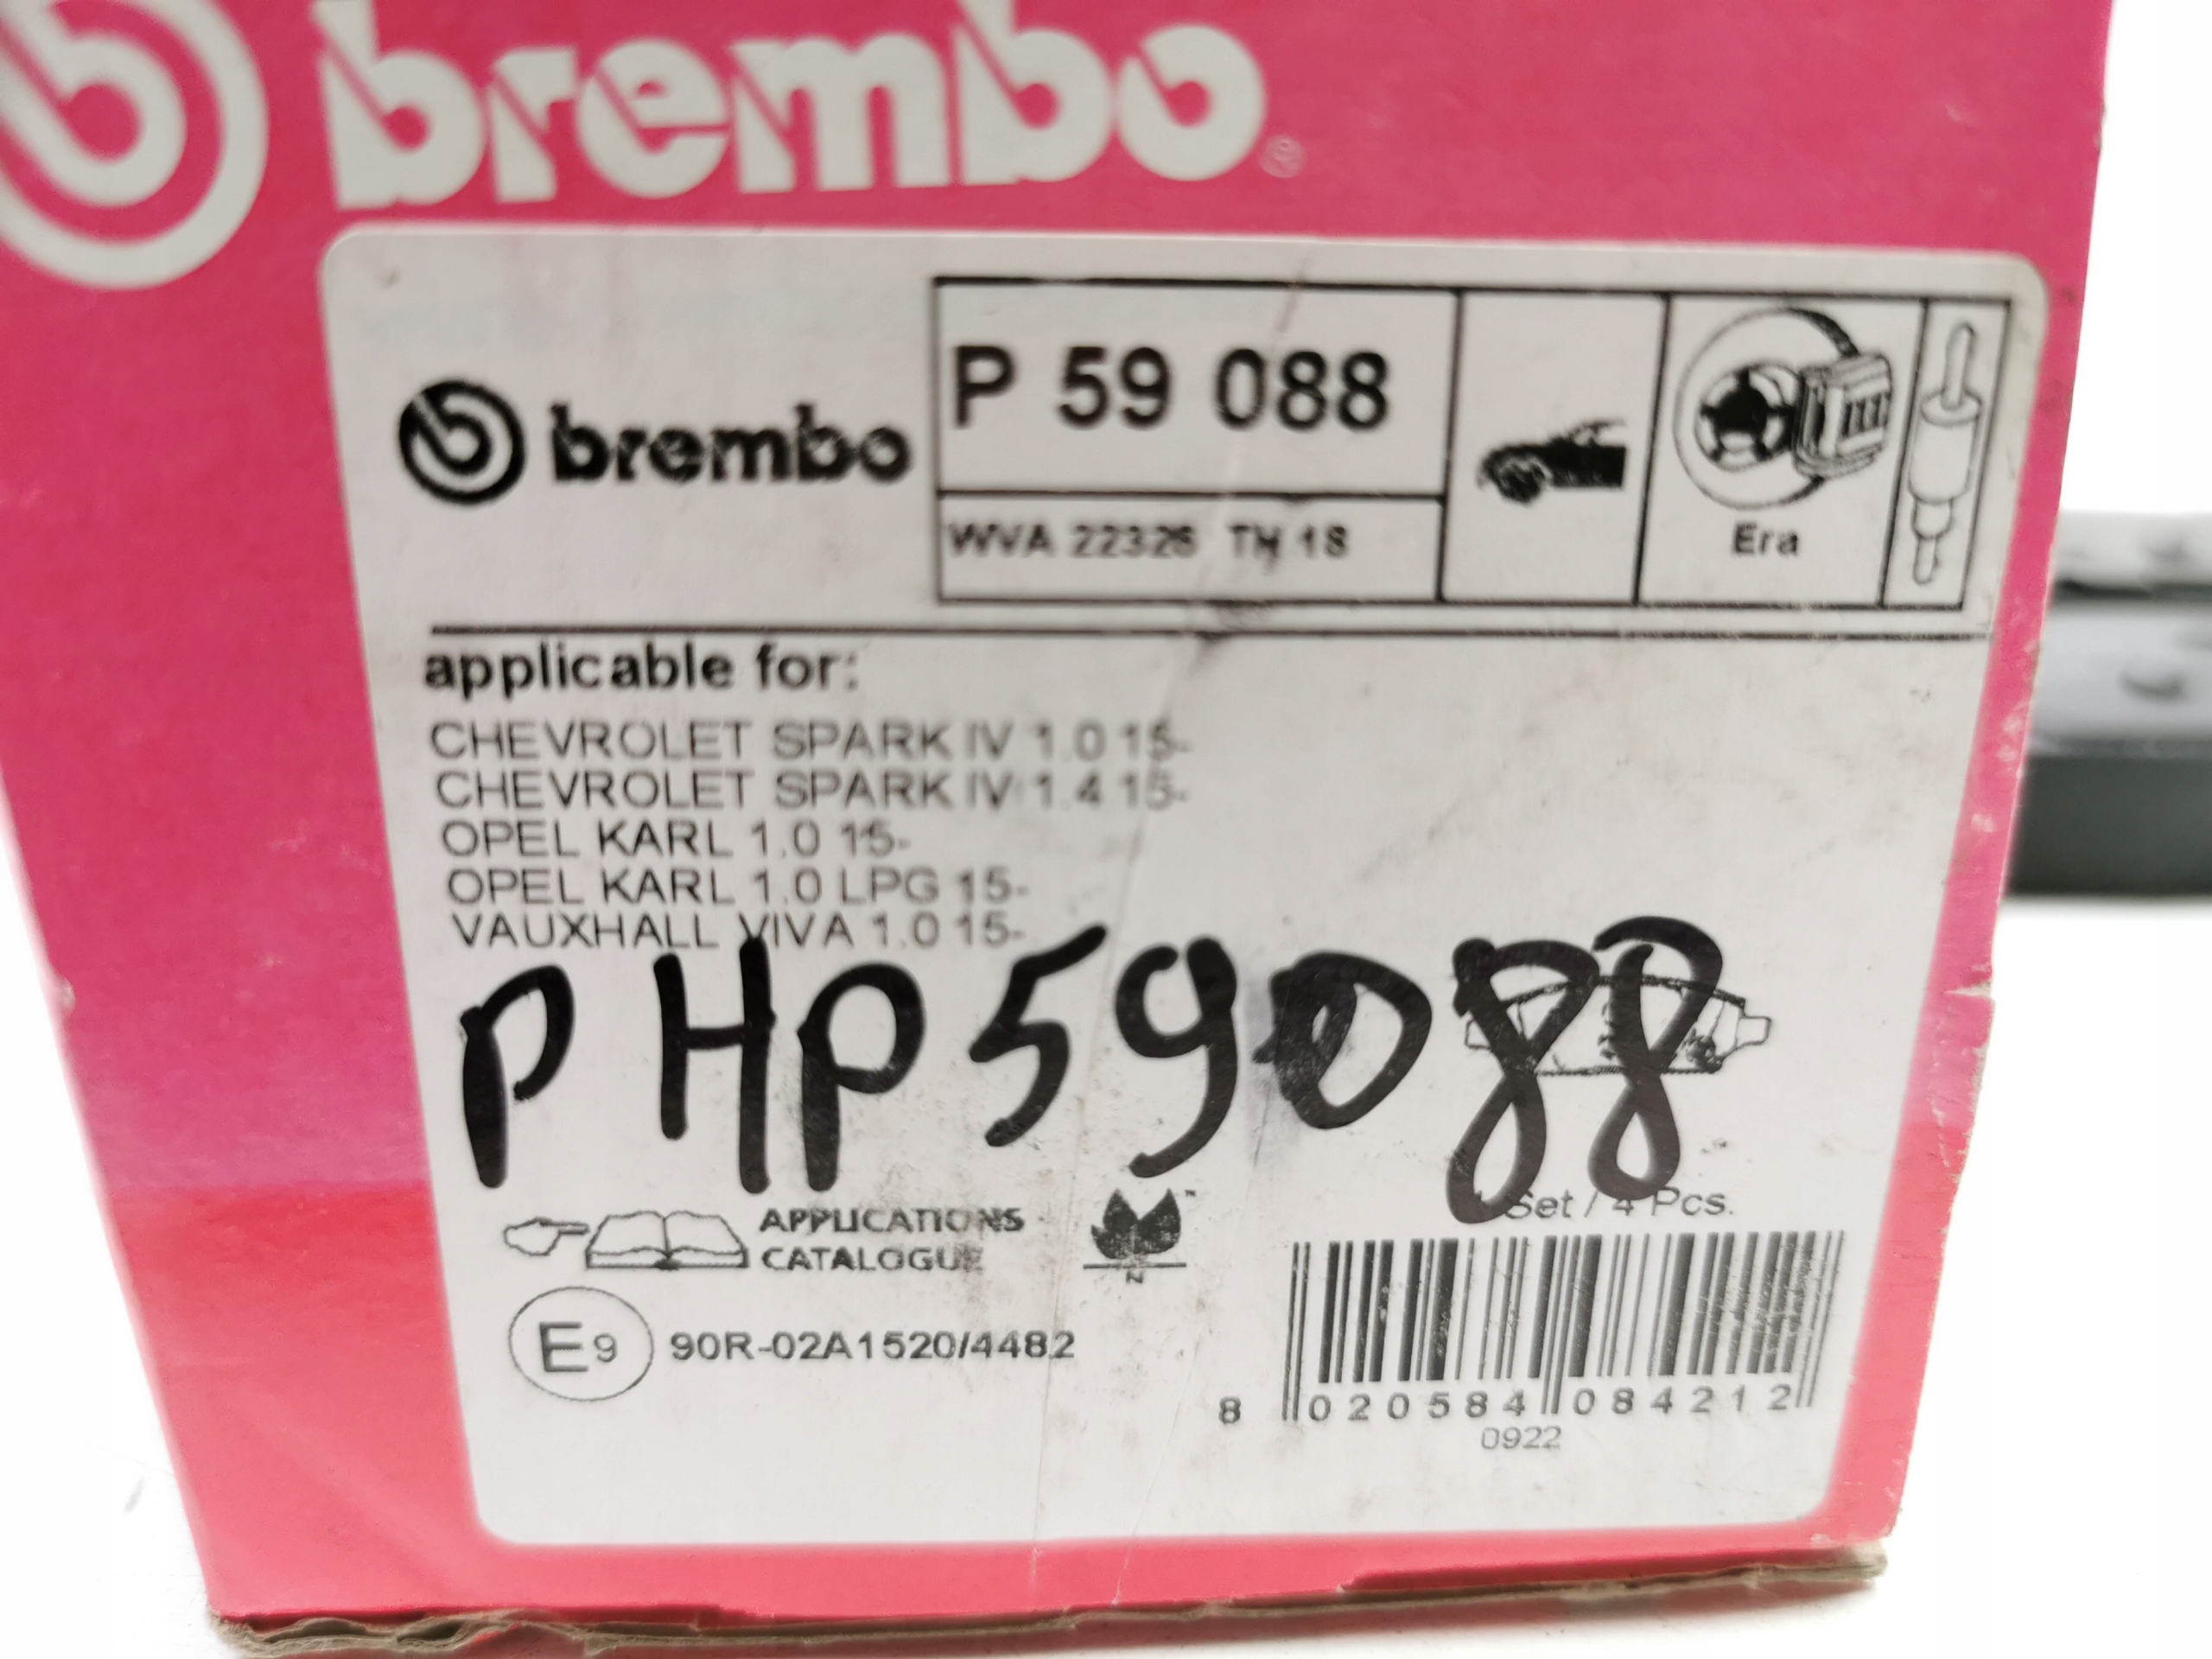 brembo®
brembo
P 59 088
WVA 22326 TH 18
Era
applicable for:
CHEVROLET SPARK IV 1.0 15-
CHEVROLET SPARK IV 1.4 15-
OPEL KARL 1.0 15-
OPEL KARL 1.0 LPG 15-
VAUXHALL VIVA 1.0 15-
PHP59088
Set / 4 Pcs.
APPLICATIONS
CATALOGUE
™
N
E9 90R-02A1520/4482
8 020584 084212
0922